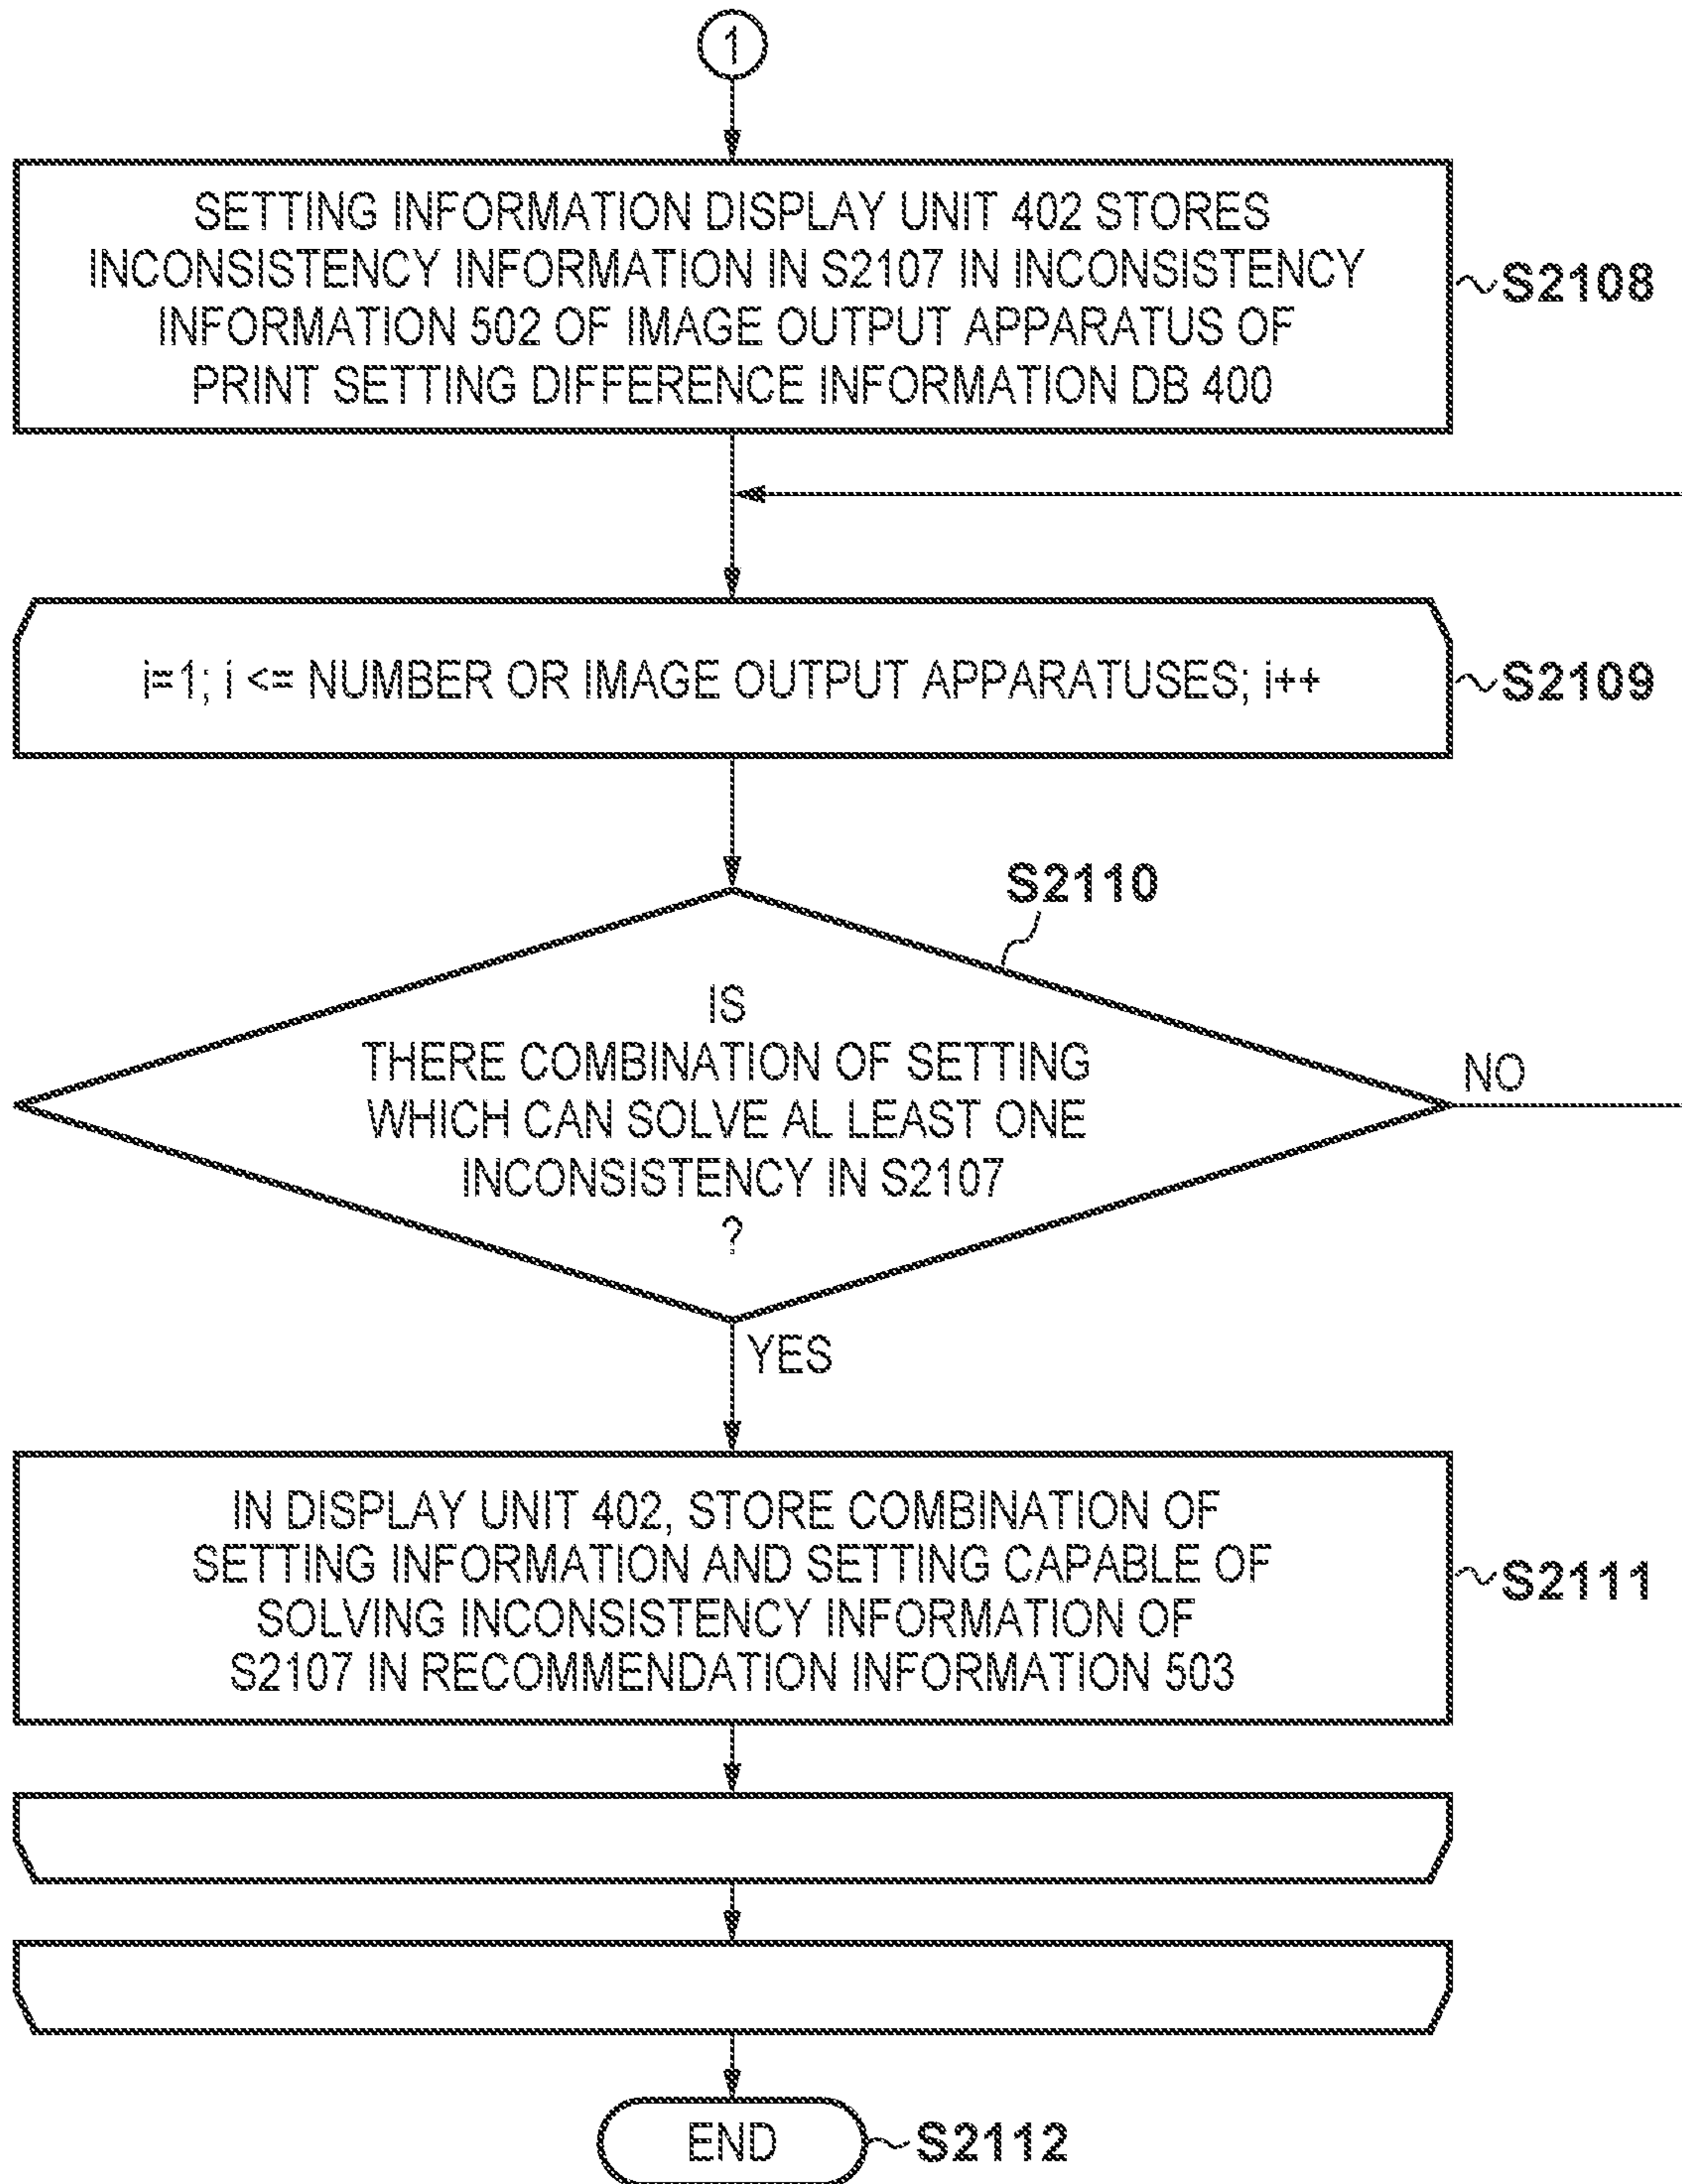 1
SETTING INFORMATION DISPLAY UNIT 402 STORES
INCONSISTENCY INFORMATION IN S2107 IN INCONSISTENCY
INFORMATION 502 OF IMAGE OUTPUT APPARATUS OF
PRINT SETTING DIFFERENCE INFORMATION DB 400
S2108
i=1; i <= NUMBER OR IMAGE OUTPUT APPARATUSES; i++
S2109
S2110
IS
THERE COMBINATION OF SETTING
WHICH CAN SOLVE AL LEAST ONE
INCONSISTENCY IN S2107
?
NO
YES
IN DISPLAY UNIT 402, STORE COMBINATION OF
SETTING INFORMATION AND SETTING CAPABLE OF
SOLVING INCONSISTENCY INFORMATION OF
S2107 IN RECOMMENDATION INFORMATION 503
S2111
END
S2112